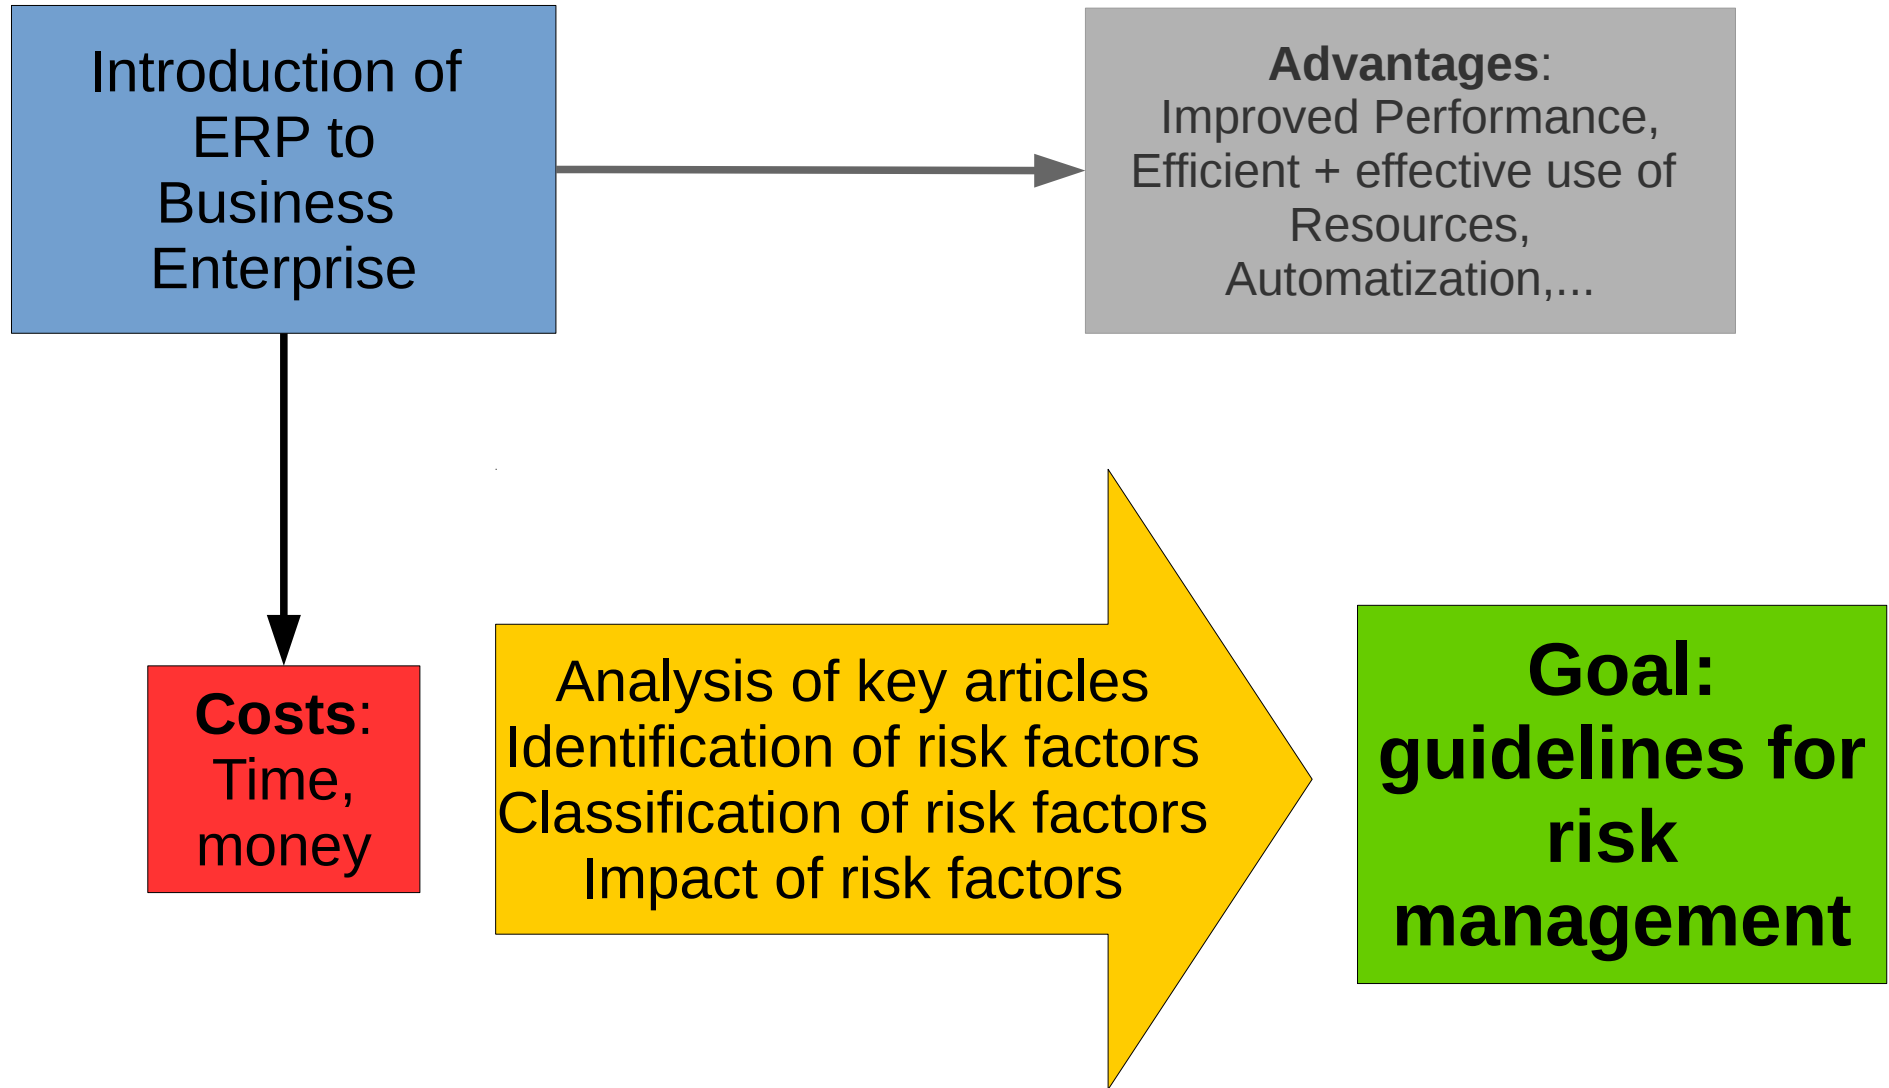 Introduction of
ERP to
Business
Enterprise
Advantages:
Improved Performance,
Efficient + effective use of
Resources,
Automatization,...
Costs:
Time,
money
Analysis of key articles
Identification of risk factors
Classification of risk factors
Impact of risk factors
Goal:
guidelines for
risk
management